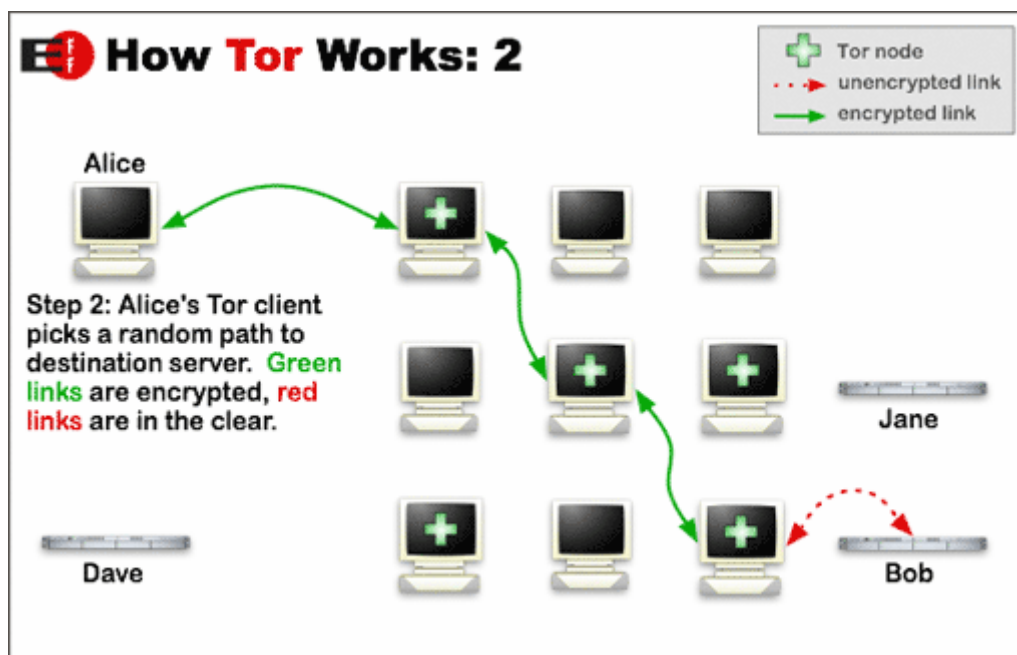 EFF How Tor Works: 2
Tor node
unencrypted link
encrypted link
Alice
Step 2: Alice's Tor client
picks a random path to
destination server. Green
links are encrypted, red
links are in the clear.
Jane
Dave
Bob